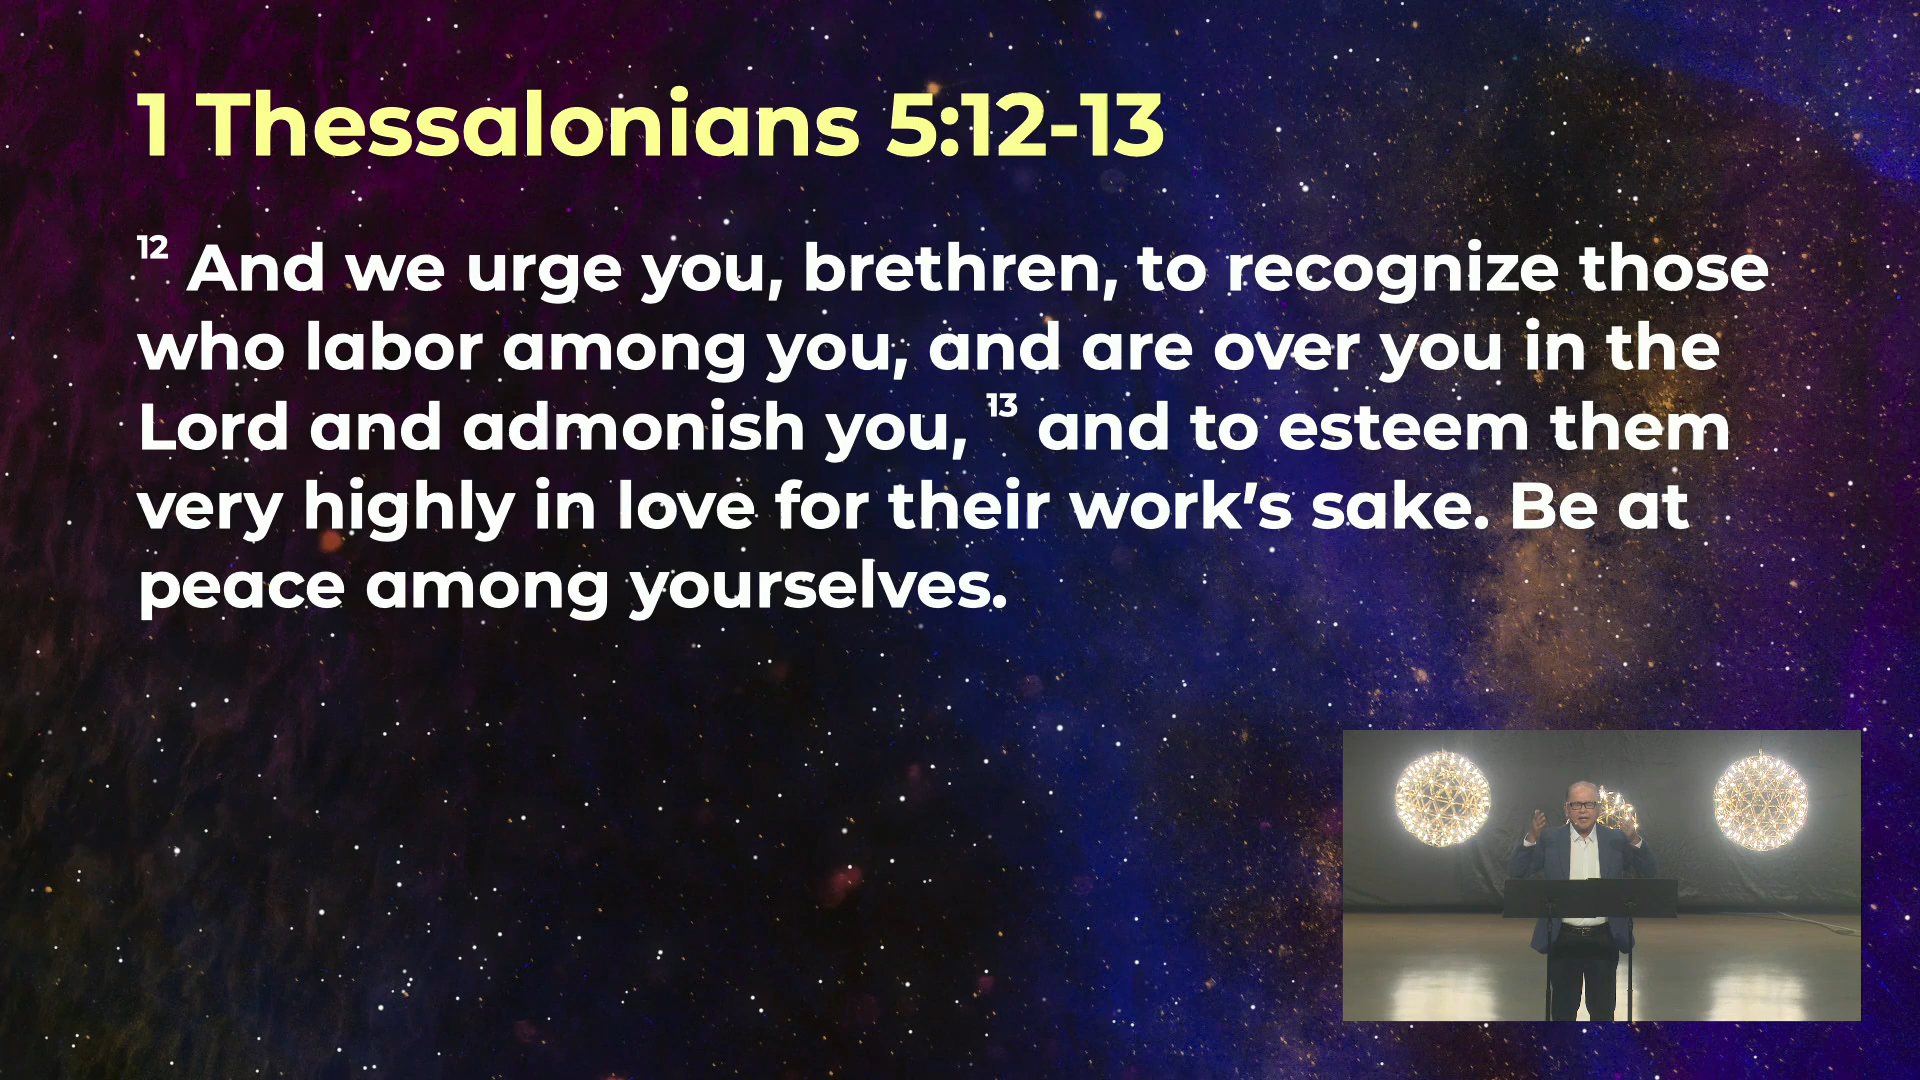 1 Thessalonians 5:12-13
12 And we urge you, brethren, to recognize those
who labor among you, and are over you in the
Lord and admonish you, 13 and to esteem them
very highly in love for their work’s sake. Be at
peace among yourselves.